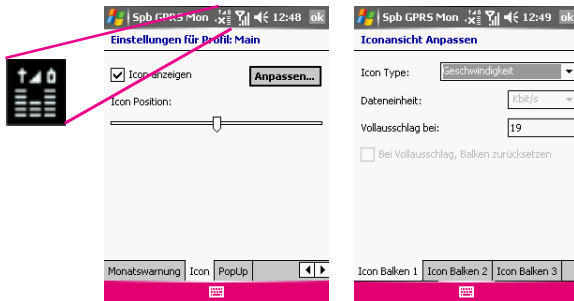 Spb GPRS Mon 12:48 ok
Einstellungen für Profil: Main
Icon anzeigen
Anpassen...
Icon Position:
Monatswarnung Icon PopUp
Spb GPRS Mon 12:49 ok
Iconansicht Anpassen
Icon Type: Geschwindigkeit
Dateneinheit: Kbit/s
Vollausschlag bei: 19
Bei Vollausschlag, Balken zurücksetzen
Icon Balken 1 Icon Balken 2 Icon Balken 3